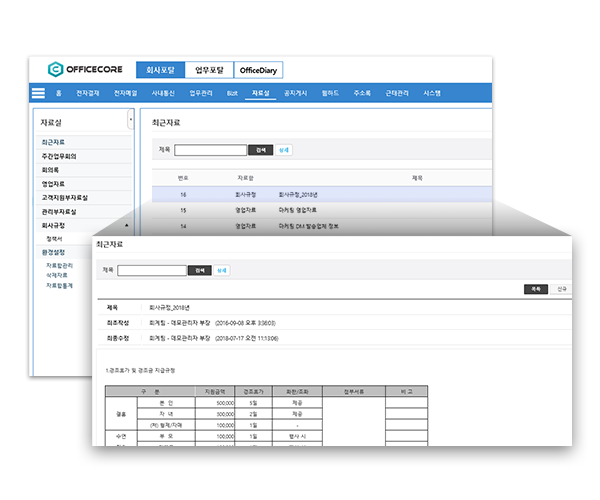 OFFICECORE 회사포탈 업무포탈 OfficeDiary
홈 전자결재 전자메일 사내통신 업무관리 Bizit 자료실 공지게시 웹하드 주소록 근태관리 시스템
자료실
최근자료
주간업무회의
회의록
영업자료
고객지원부자료실
관리부자료실
회사규정
정책서
환경설정
자료함관리
삭제자료
자료함통계
최근자료
제목 검색 상세
번호 자료함 제목
16 회사규정 회사규정_2018년
15 영업자료 마케팅 영업자료
14 영업자료 마케팅 DM 발송업체 정보
최근자료
제목 검색 상세
목록 신규
제목 회사규정_2018년
최초작성 회계팀 - 데모관리자 부장 (2016-09-08 오후 3:36:03)
최종수정 회계팀 - 데모관리자 부장 (2018-07-17 오전 11:13:06)
1.경조휴가 및 경조금 지급규정
구 분 지원금액 경조휴가 화환/조화 첨부서류 비 고
결혼 본 인 500,000 5일 제공
자 녀 300,000 2일 제공
(처) 형제/자매 100,000 1일 -
수연 부 모 100,000 1일 행사 시